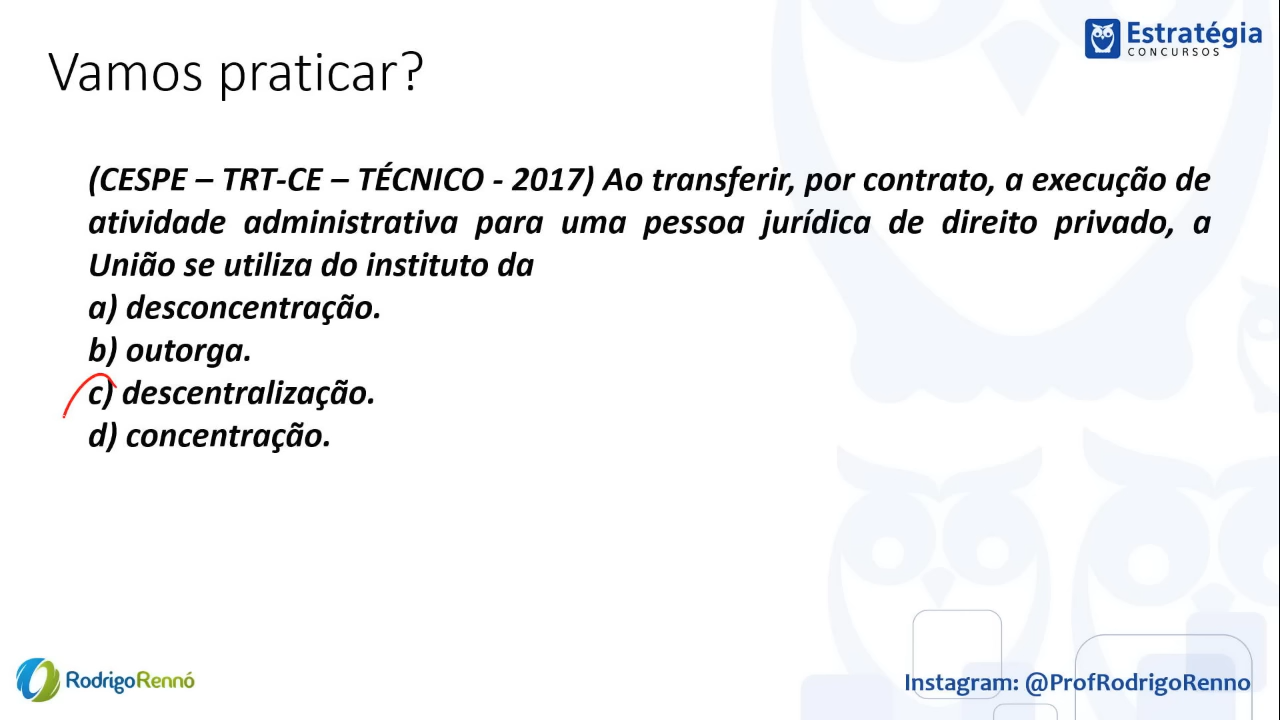 Estratégia
CONCURSOS
Vamos praticar?
(CESPE – TRT-CE – TÉCNICO - 2017) Ao transferir, por contrato, a execução de
atividade administrativa para uma pessoa jurídica de direito privado, a
União se utiliza do instituto da
a) desconcentração.
b) outorga.
c) descentralização.
d) concentração.
RodrigoRennó
Instagram: @ProfRodrigoRenno